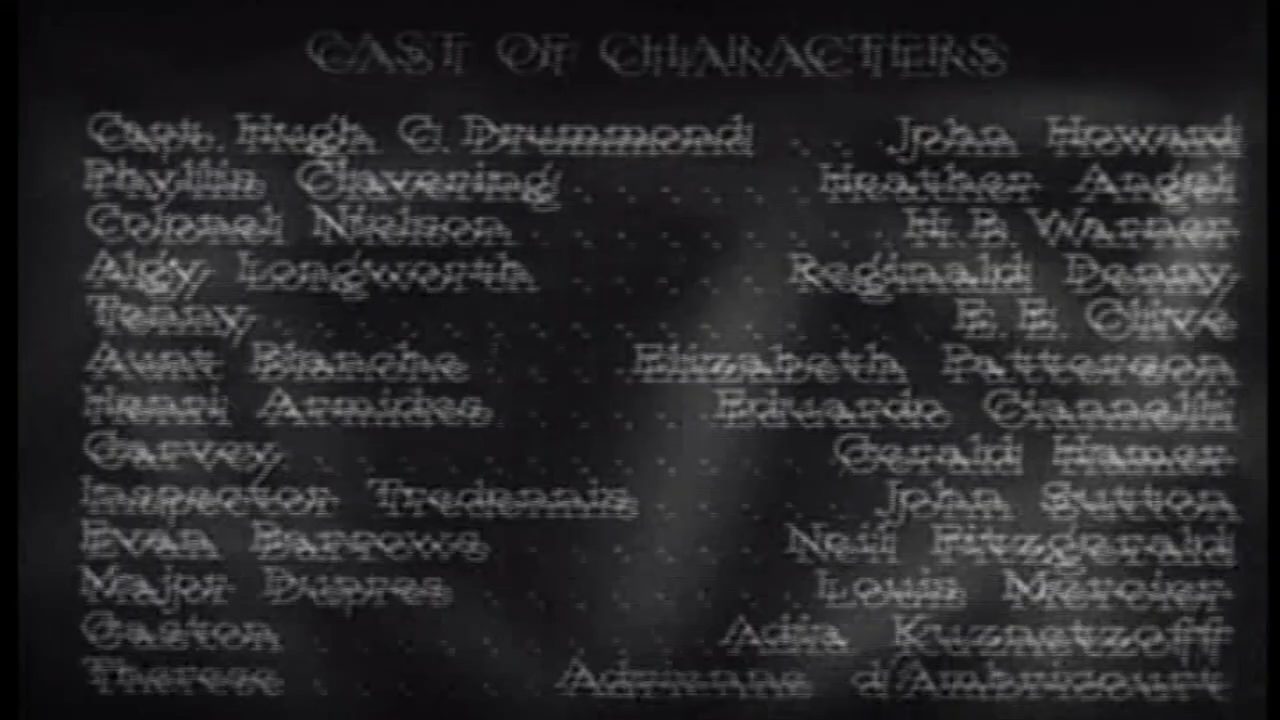 CAST OF CHARACTERS
Capt. Hugh C. Drummond . . . John Howard
Phyllis Clavering . . . . . . . Heather Angel
Colonel Nielson . . . . . . . . H. B. Warner
Algy Longworth . . . . . . Reginald Denny
Tenny . . . . . . . . . . . . . . . . E. E. Clive
Aunt Blanche . . . . Elizabeth Patterson
Henri Armides . . . . . Eduardo Ciannelli
Garvey . . . . . . . . . . . . . Gerald Hamer
Inspector Tredennis . . . . . . John Sutton
Evan Barrows . . . . . . . Neil Fitzgerald
Major Dupres . . . . . . . . Louis Mercier
Gaston . . . . . . . . . . Adia Kuznetzoff
Therese . . . . . . Adrienne d'Ambricourt